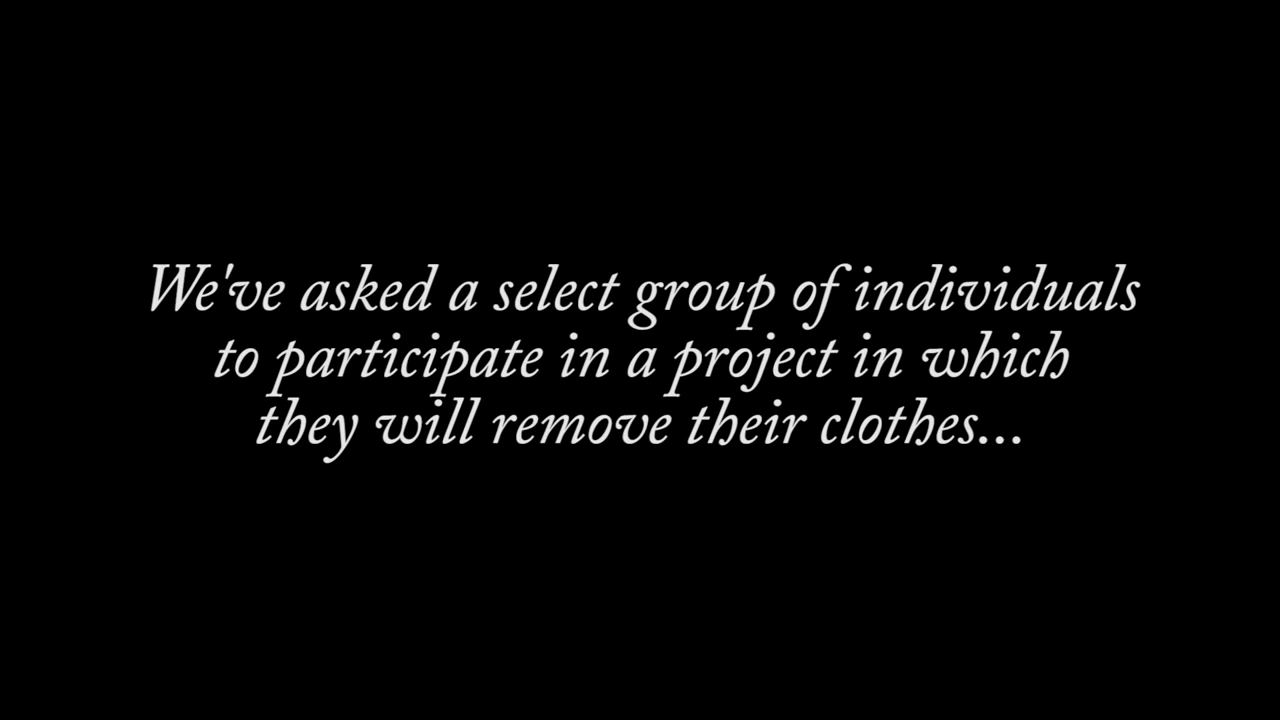 We've asked a select group of individuals
to participate in a project in which
they will remove their clothes...